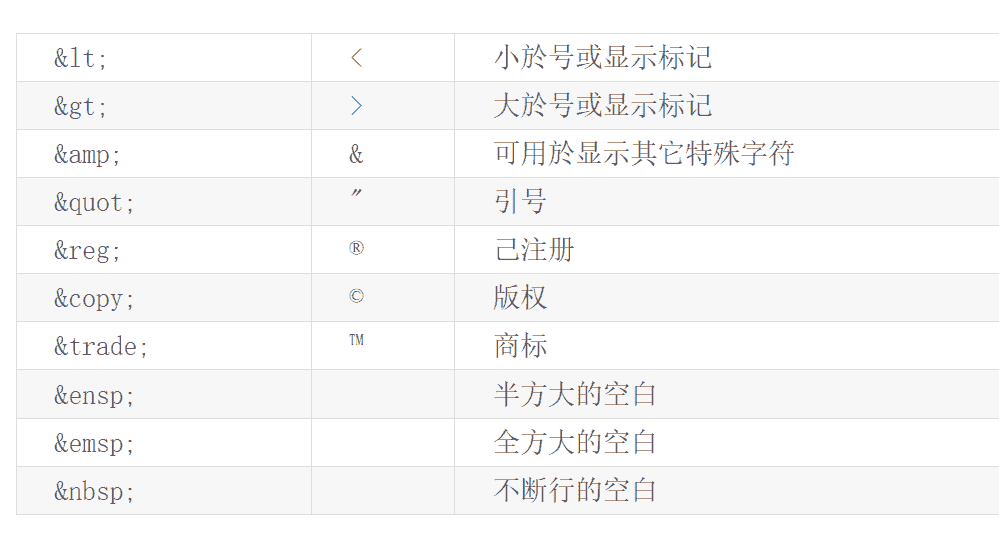 &lt; < 小於号或显示标记
&gt; > 大於号或显示标记
&amp; & 可用於显示其它特殊字符
&quot; " 引号
&reg; ® 己注册
&copy; © 版权
&trade; ™ 商标
&ensp; 半方大的空白
&emsp; 全方大的空白
&nbsp; 不断行的空白